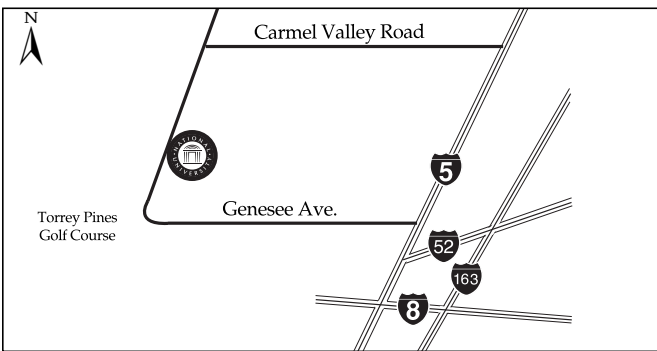 N
Carmel Valley Road
NATIONAL
UNIVERSITY
5
Genesee Ave.
Torrey Pines
Golf Course
52
163
8